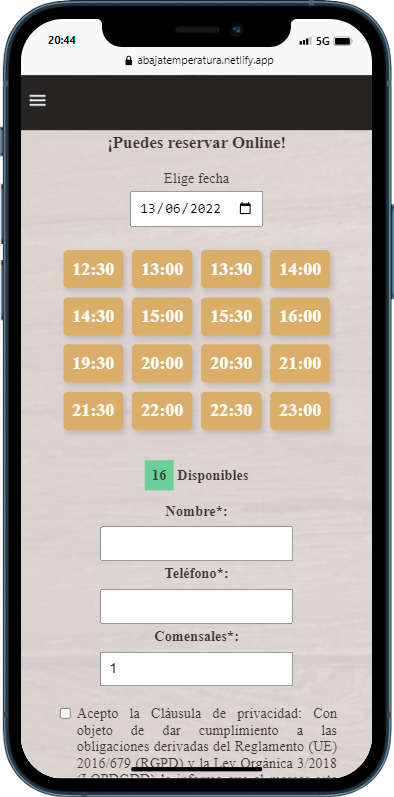 20:44
5G
abajatemperatura.netlify.app
¡Puedes reservar Online!
Elige fecha
13/06/2022
12:30 13:00 13:30 14:00
14:30 15:00 15:30 16:00
19:30 20:00 20:30 21:00
21:30 22:00 22:30 23:00
16 Disponibles
Nombre*:
Teléfono*:
Comensales*:
1
Acepto la Cláusula de privacidad: Con
objeto de dar cumplimiento a las
obligaciones derivadas del Reglamento (UE)
2016/679 (RGPD) y la Ley Orgánica 3/2018
(LOPDGDD) le informo que al marcar esta